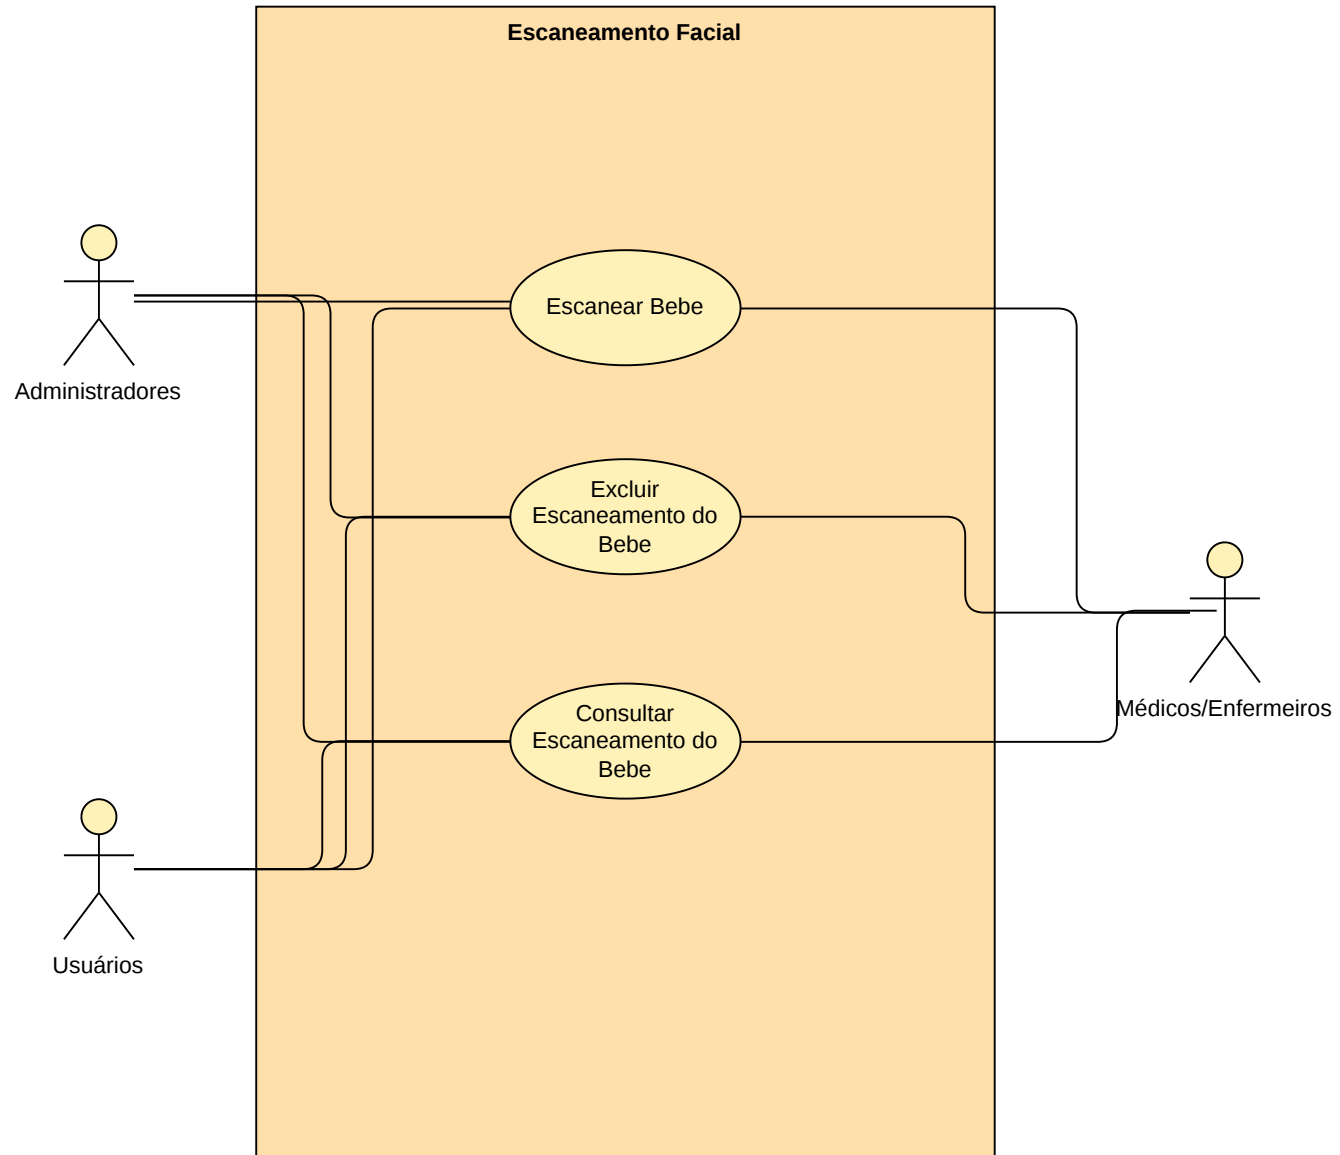 Escaneamento Facial
Escanear Bebe
Administradores
Excluir
Escaneamento do
Bebe
Consultar
Escaneamento do
Bebe
Médicos/Enfermeiros
Usuários